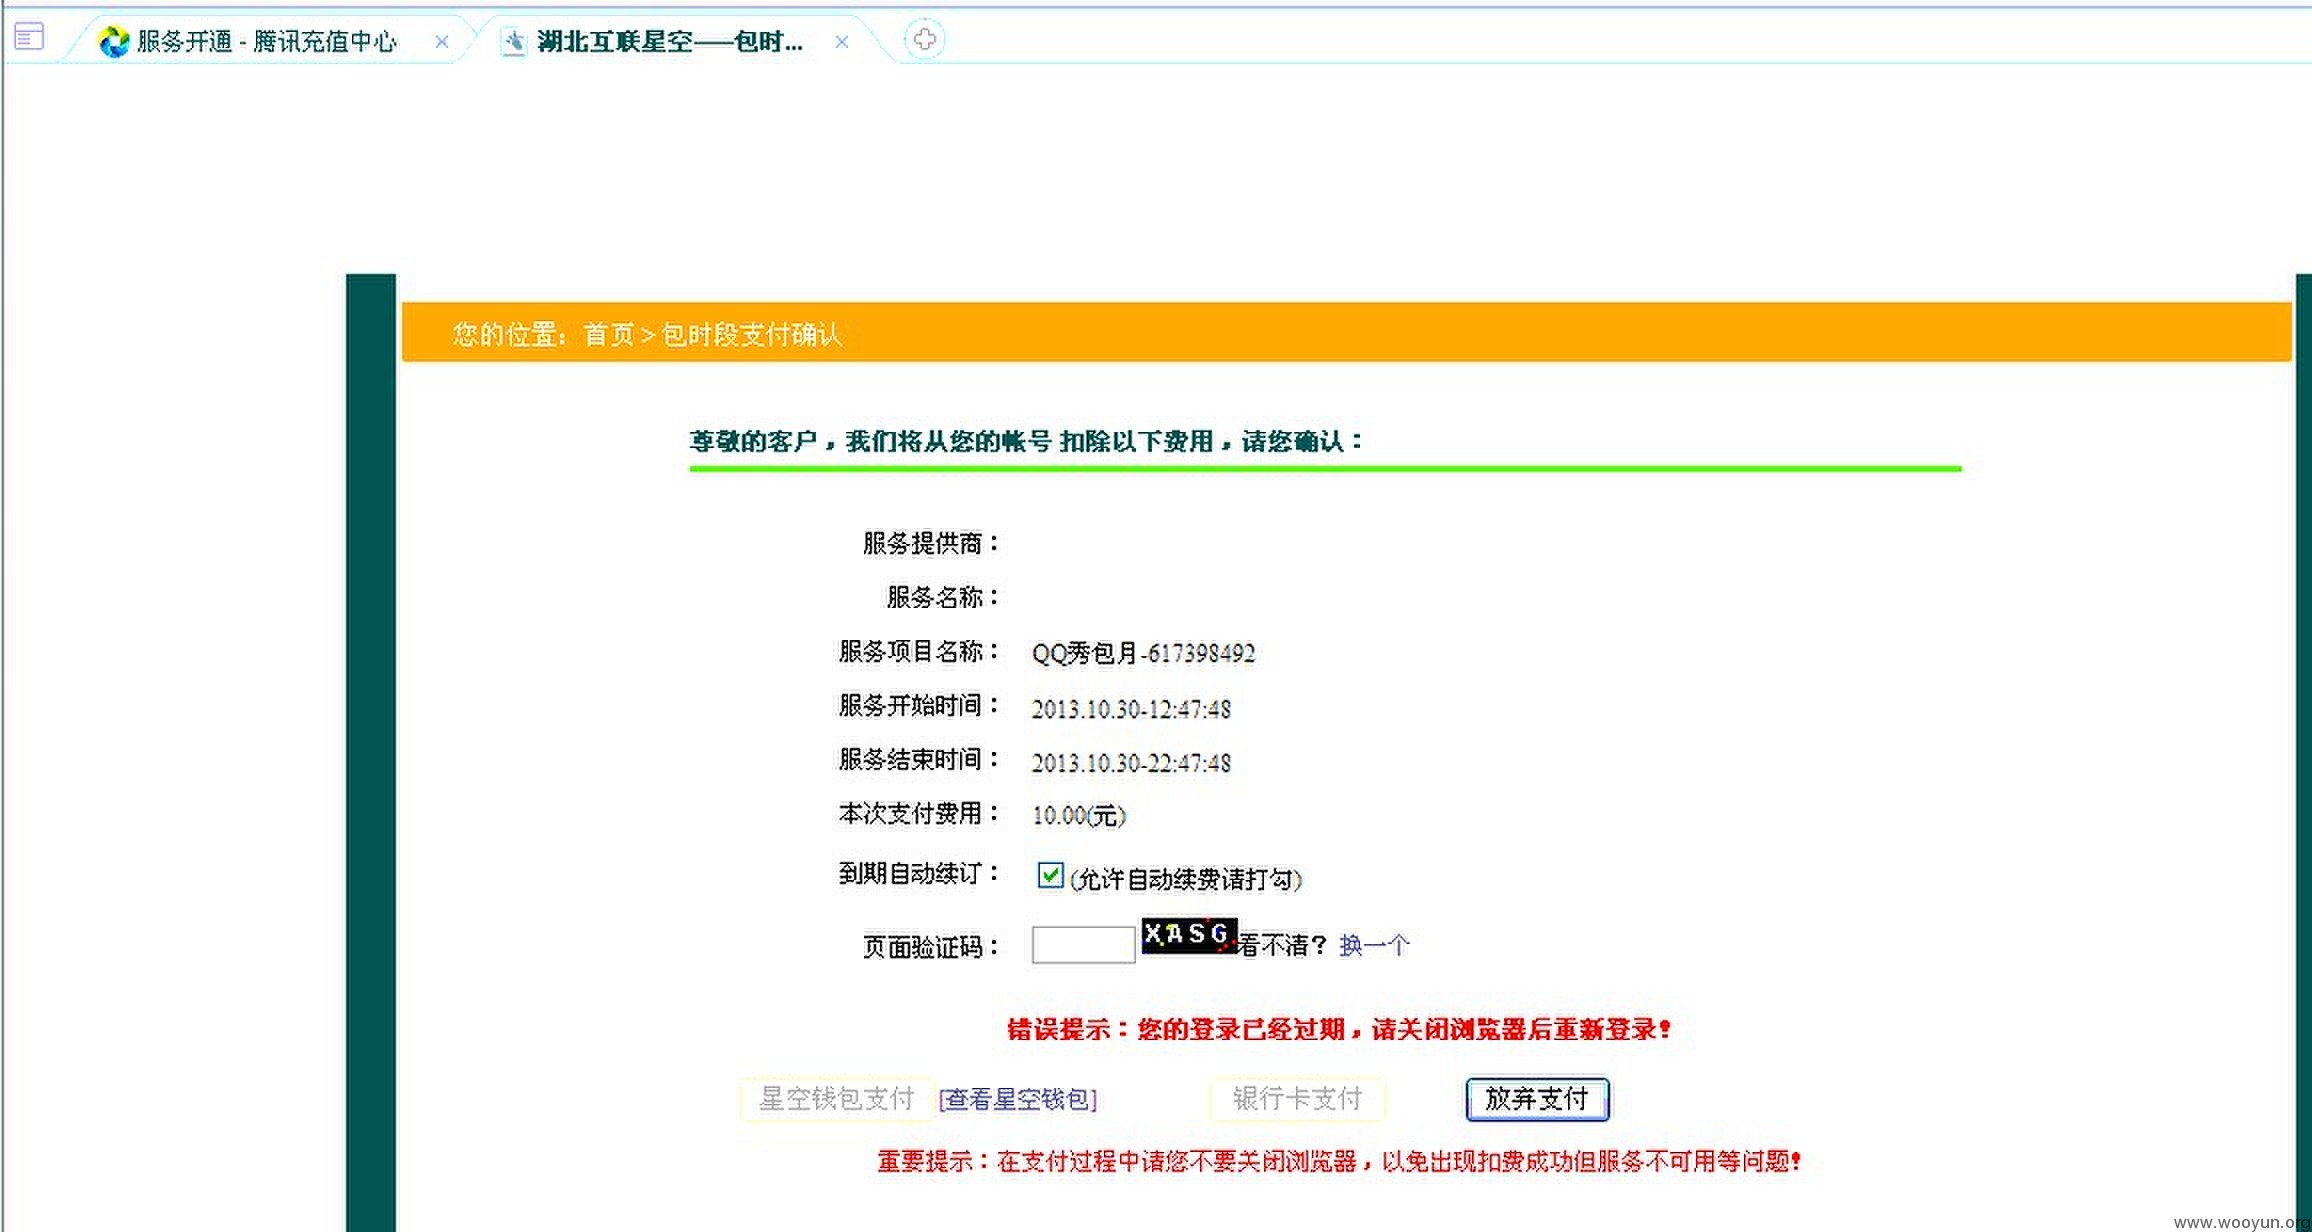 服务开通 - 腾讯充值中心
湖北互联星空——包时...
您的位置：首页 > 包时段支付确认
尊敬的客户，我们将从您的帐号 扣除以下费用，请您确认：
服务提供商：
服务名称：
服务项目名称： QQ秀包月-617398492
服务开始时间： 2013.10.30-12:47:48
服务结束时间： 2013.10.30-22:47:48
本次支付费用： 10.00(元)
到期自动续订： (允许自动续费请打勾)
页面验证码： XASG 看不清？ 换一个
错误提示：您的登录已经过期，请关闭浏览器后重新登录！
星空钱包支付 [查看星空钱包] 银行卡支付 放弃支付
重要提示：在支付过程中请您不要关闭浏览器，以免出现扣费成功但服务不可用等问题！
www.wooyun.org